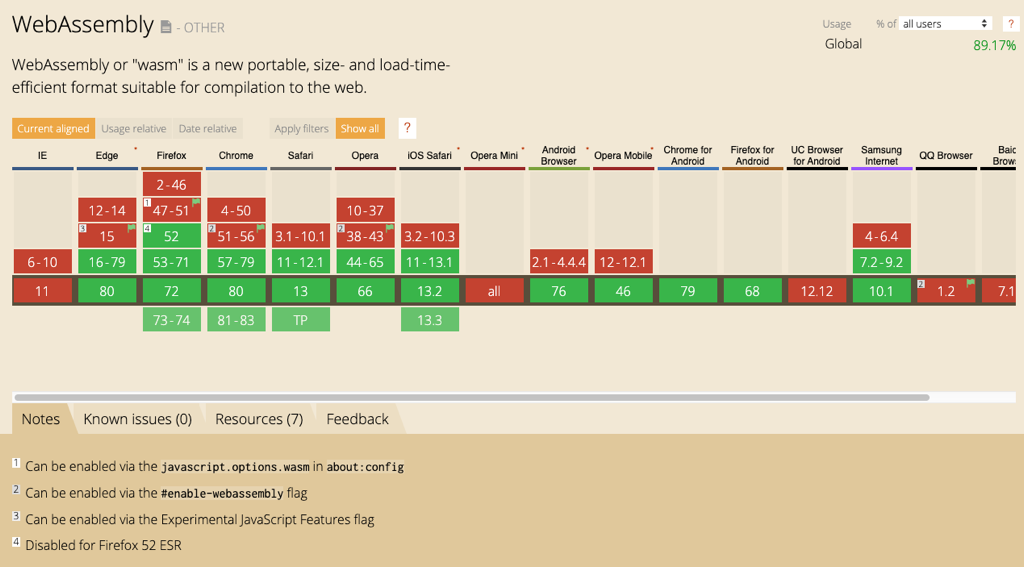 WebAssembly - OTHER
Usage % of all users ?
Global 89.17%
WebAssembly or "wasm" is a new portable, size- and load-time-
efficient format suitable for compilation to the web.
Current aligned Usage relative Date relative Apply filters Show all ?
IE Edge * Firefox Chrome Safari Opera iOS Safari * Opera Mini * Android Browser * Opera Mobile * Chrome for Android Firefox for Android UC Browser for Android Samsung Internet QQ Browser
2-46
12-14 1 47-51 4-50 10-37
3 15 4 52 2 51-56 3.1-10.1 2 38-43 3.2-10.3 4-6.4
6-10 16-79 53-71 57-79 11-12.1 44-65 11-13.1 2.1-4.4.4 12-12.1 7.2-9.2
11 80 72 80 13 66 13.2 all 76 46 79 68 12.12 10.1 2 1.2 7.1
73-74 81-83 TP 13.3
Notes Known issues (0) Resources (7) Feedback
1 Can be enabled via the javascript.options.wasm in about:config
2 Can be enabled via the #enable-webassembly flag
3 Can be enabled via the Experimental JavaScript Features flag
4 Disabled for Firefox 52 ESR